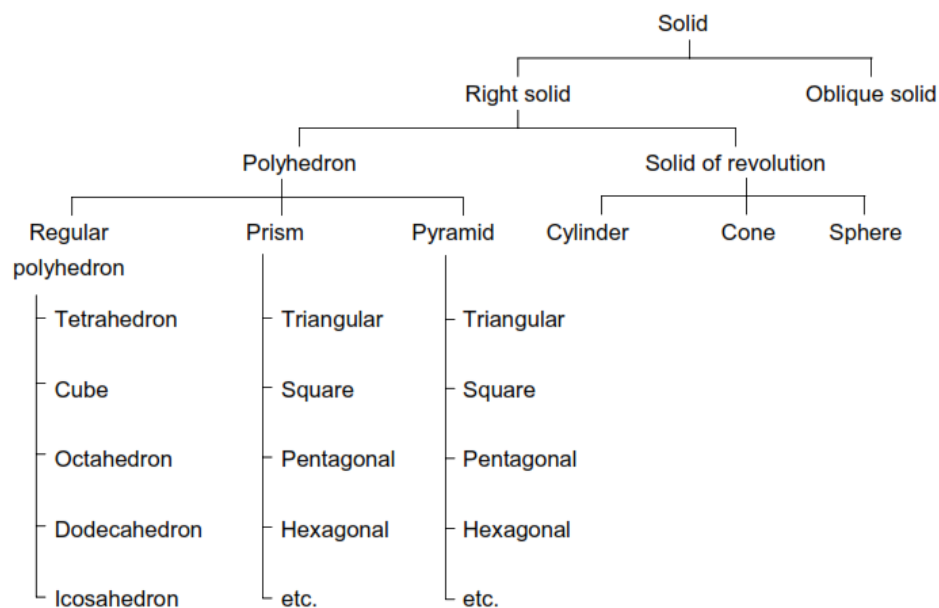 Solid
Right solid
Oblique solid
Polyhedron
Solid of revolution
Regular
polyhedron
Prism
Pyramid
Cylinder
Cone
Sphere
Tetrahedron
Triangular
Triangular
Cube
Square
Square
Octahedron
Pentagonal
Pentagonal
Dodecahedron
Hexagonal
Hexagonal
Icosahedron
etc.
etc.